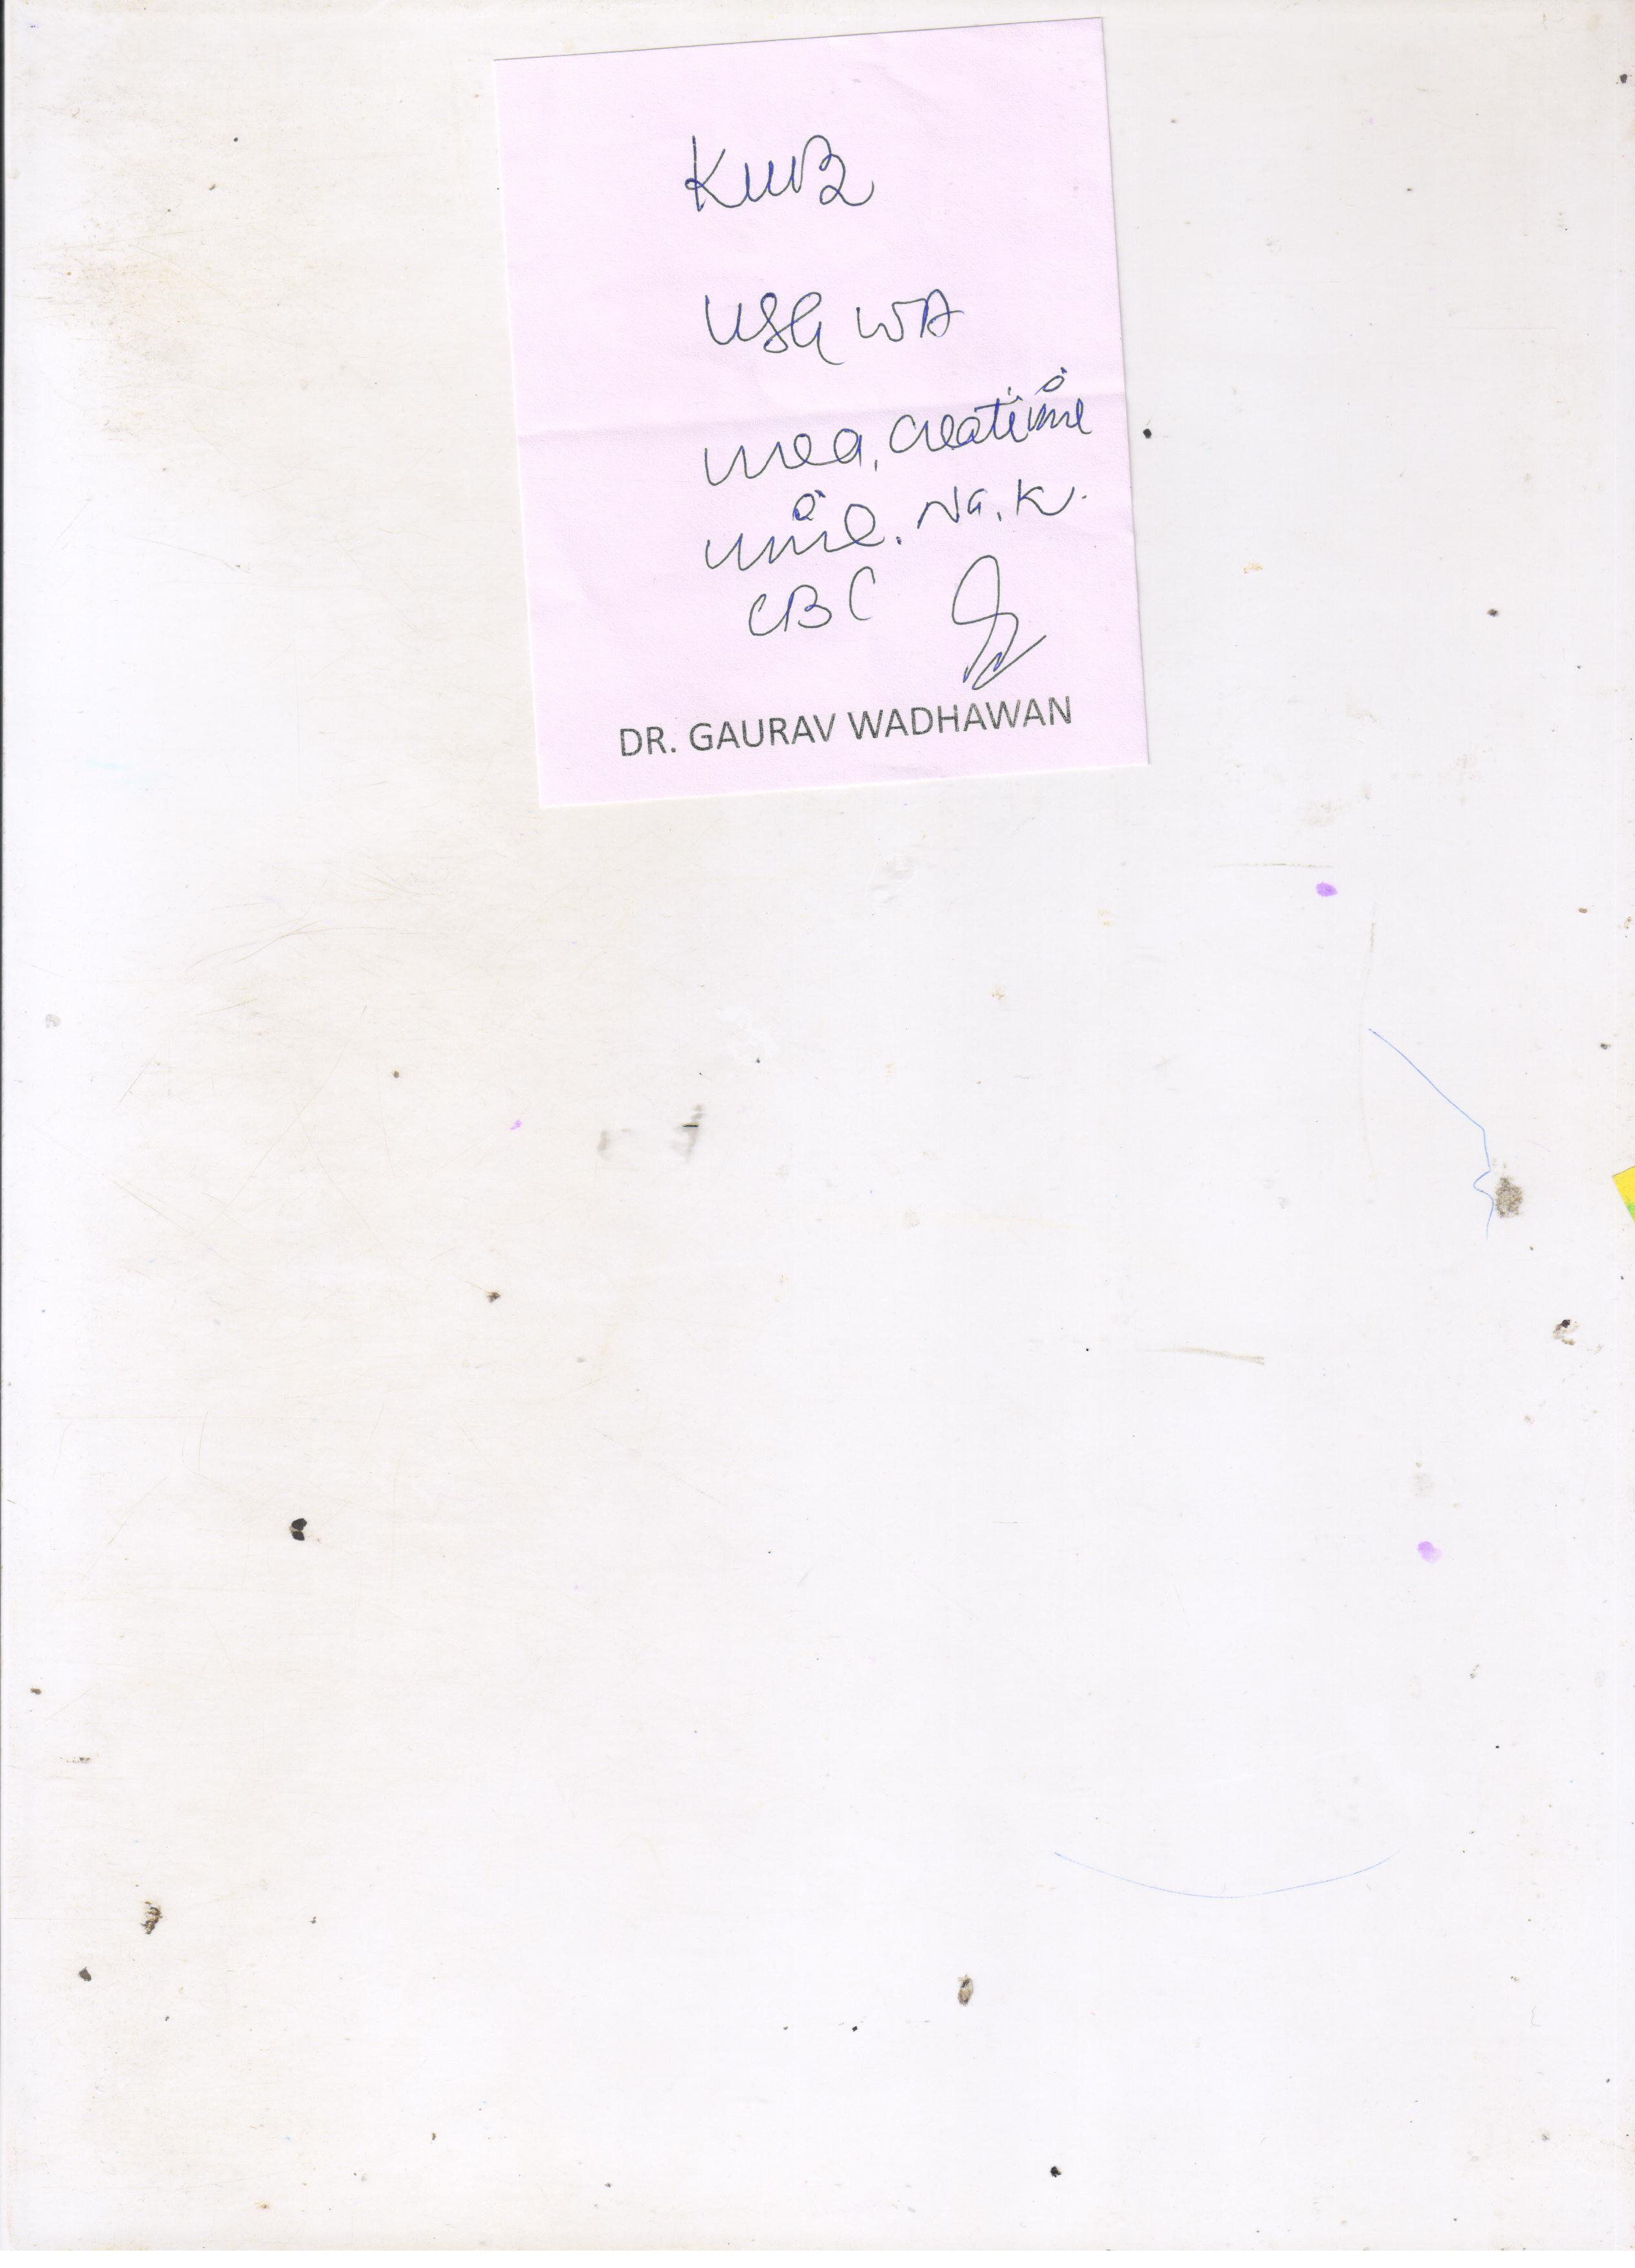 KUB
USG WA
urea, creatinine
urine. Na, K.
CBC
DR. GAURAV WADHAWAN